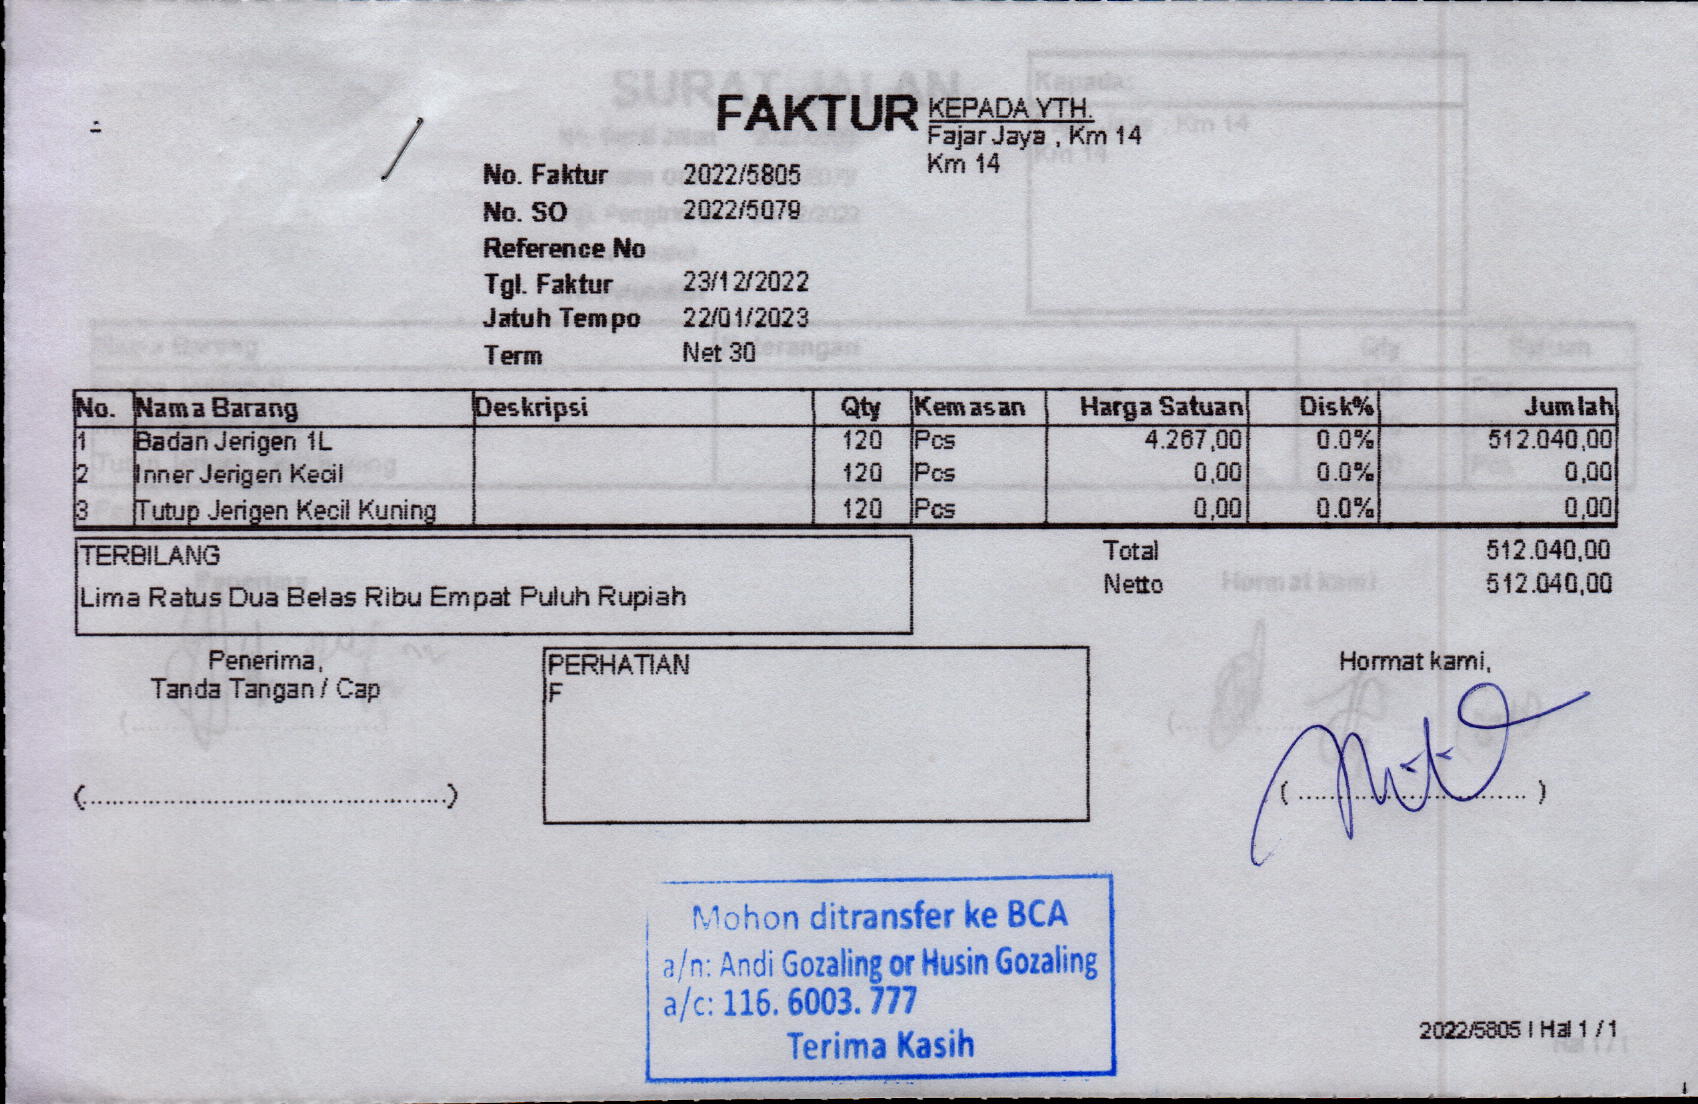 FAKTUR
KEPADA YTH.
Fajar Jaya , Km 14
Km 14
No. Faktur 2022/5805
No. SO 2022/5079
Reference No
Tgl. Faktur 23/12/2022
Jatuh Tempo 22/01/2023
Term Net 30
No. Nama Barang Deskripsi Qty Kemasan Harga Satuan Disk% Jumlah
1 Badan Jerigen 1L 120 Pcs 4.267,00 0.0% 512.040,00
2 Inner Jerigen Kecil 120 Pcs 0,00 0.0% 0,00
3 Tutup Jerigen Kecil Kuning 120 Pcs 0,00 0.0% 0,00
TERBILANG
Lima Ratus Dua Belas Ribu Empat Puluh Rupiah
Total 512.040,00
Netto 512.040,00
Penerima,
Tanda Tangan / Cap
(..............................................)
PERHATIAN
F
Hormat kami,
( ............................... )
Mohon ditransfer ke BCA
a/n: Andi Gozaling or Husin Gozaling
a/c: 116. 6003. 777
Terima Kasih
2022/5805 | Hal 1 / 1